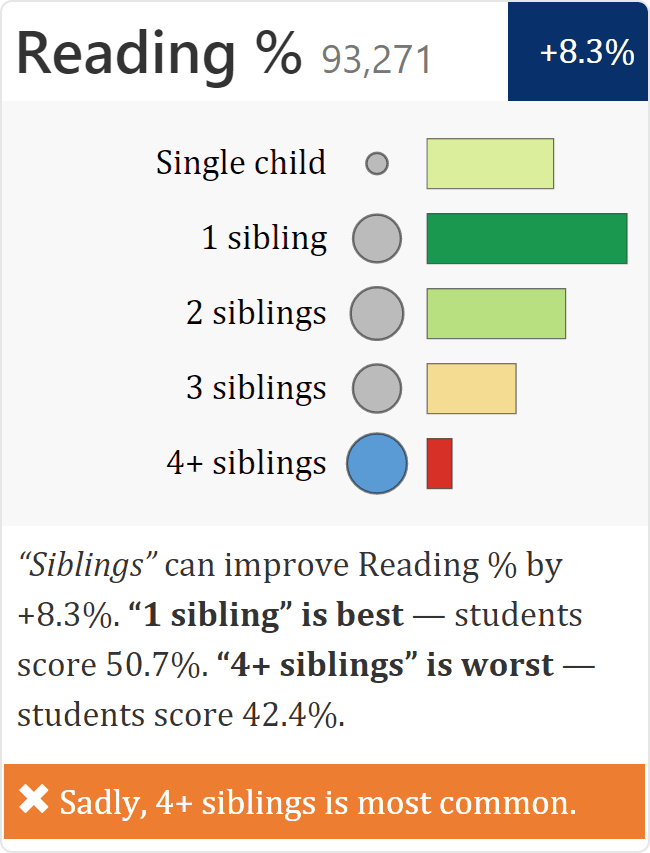 Reading % 93,271 +8.3%
Single child
1 sibling
2 siblings
3 siblings
4+ siblings
“Siblings” can improve Reading % by
+8.3%. “1 sibling” is best — students
score 50.7%. “4+ siblings” is worst —
students score 42.4%.
✖ Sadly, 4+ siblings is most common.